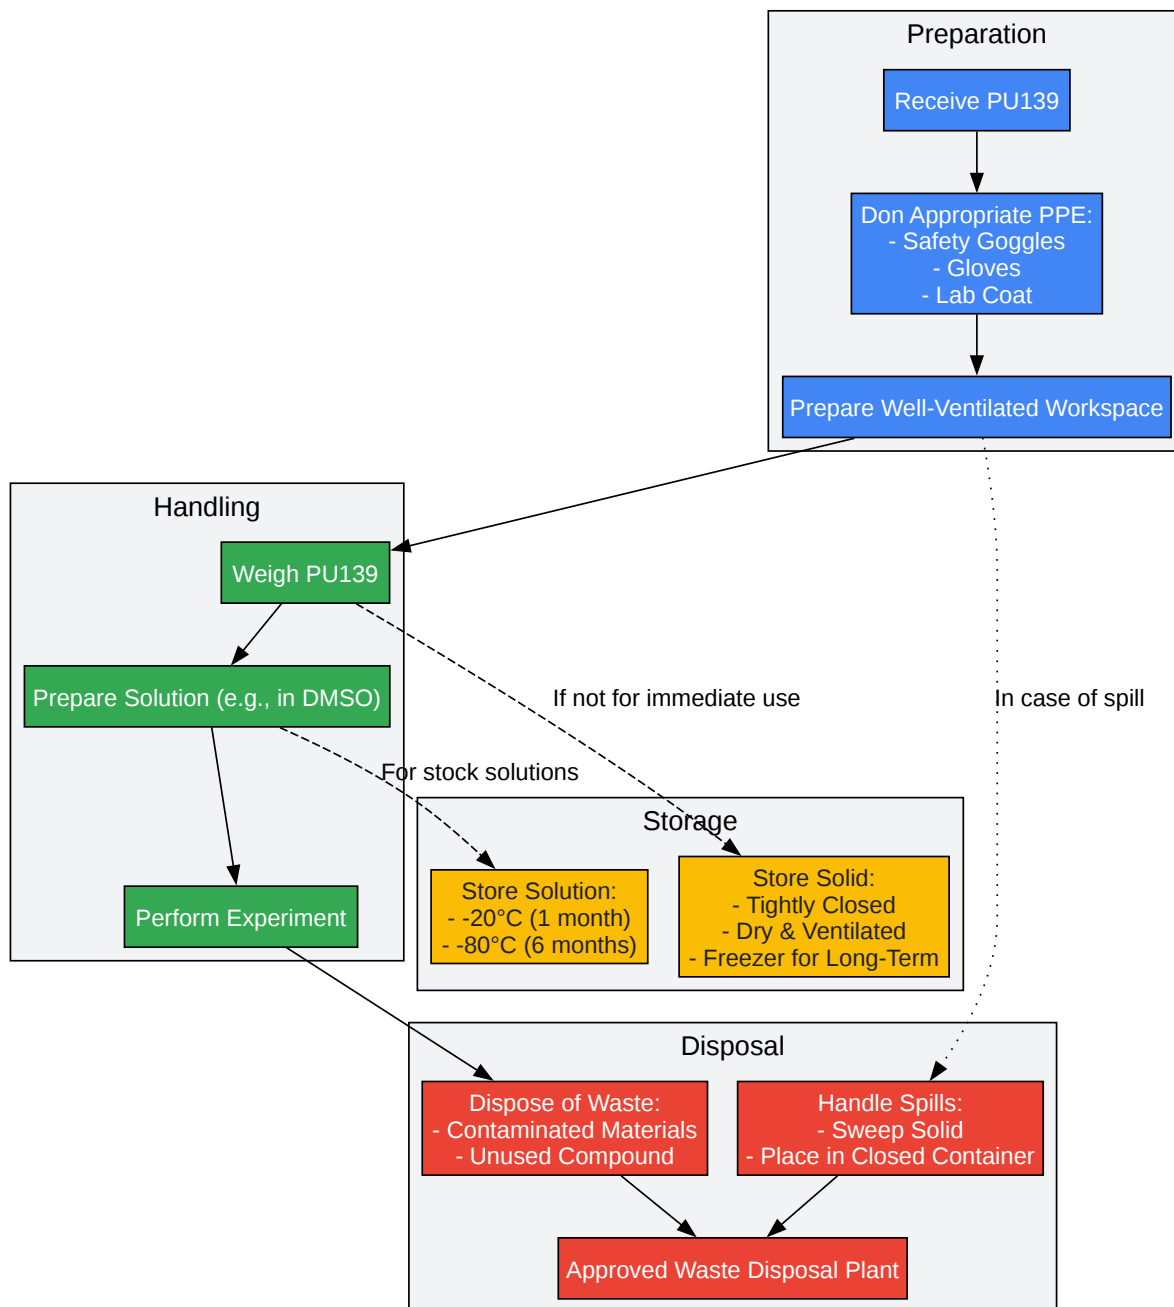 Preparation
Receive PU139
Don Appropriate PPE:
- Safety Goggles
- Gloves
- Lab Coat
Prepare Well-Ventilated Workspace
Handling
Weigh PU139
Prepare Solution (e.g., in DMSO)
If not for immediate use
In case of spill
For stock solutions
Perform Experiment
Storage
Store Solution:
- -20°C (1 month)
- -80°C (6 months)
Store Solid:
- Tightly Closed
- Dry & Ventilated
- Freezer for Long-Term
Disposal
Dispose of Waste:
- Contaminated Materials
- Unused Compound
Handle Spills:
- Sweep Solid
- Place in Closed Container
Approved Waste Disposal Plant